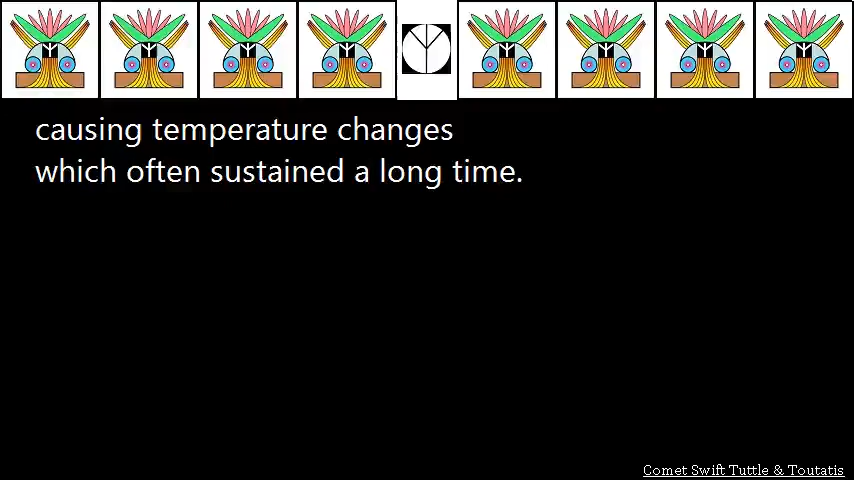 causing temperature changes
which often sustained a long time.
Comet Swift Tuttle & Toutatis